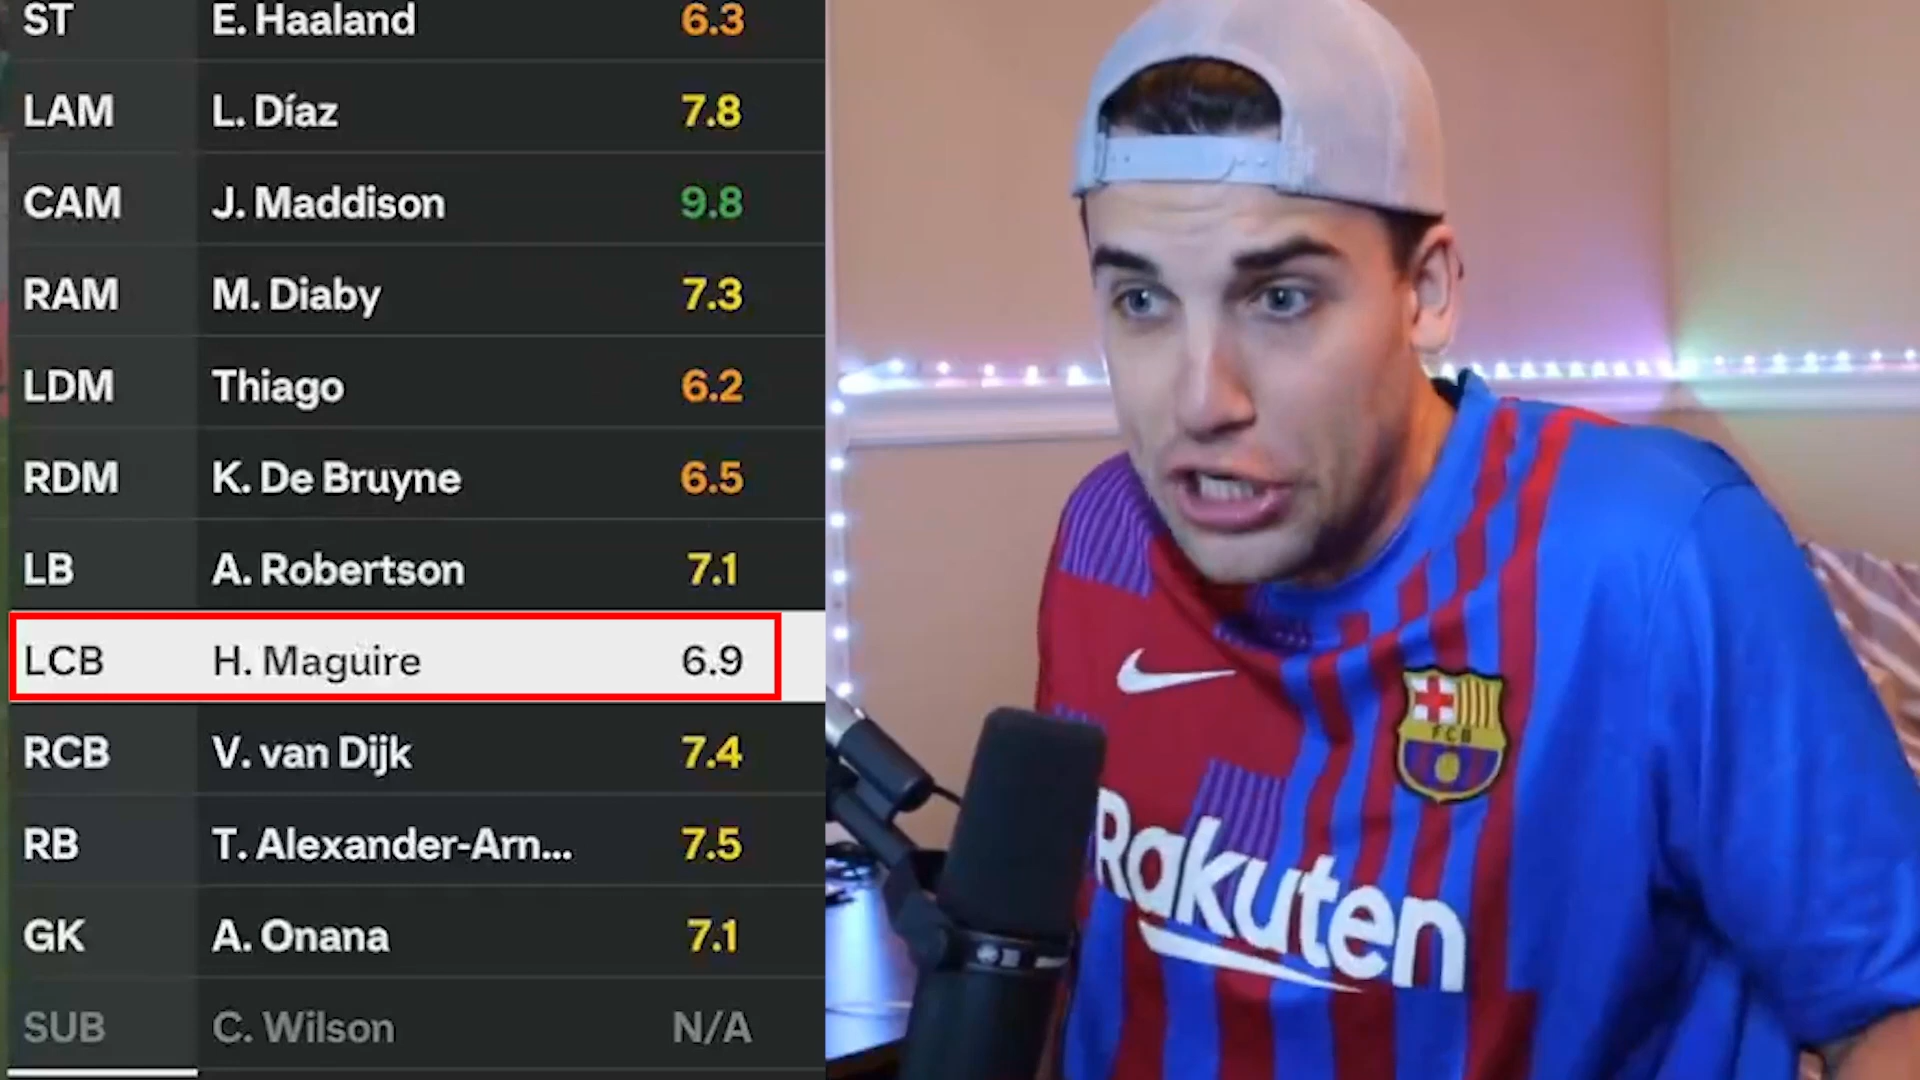 ST E. Haaland 6.3
LAM L. Díaz 7.8
CAM J. Maddison 9.8
RAM M. Diaby 7.3
LDM Thiago 6.2
RDM K. De Bruyne 6.5
LB A. Robertson 7.1
LCB H. Maguire 6.9
RCB V. van Dijk 7.4
RB T. Alexander-Arn... 7.5
GK A. Onana 7.1
SUB C. Wilson N/A
FCB
Rakuten